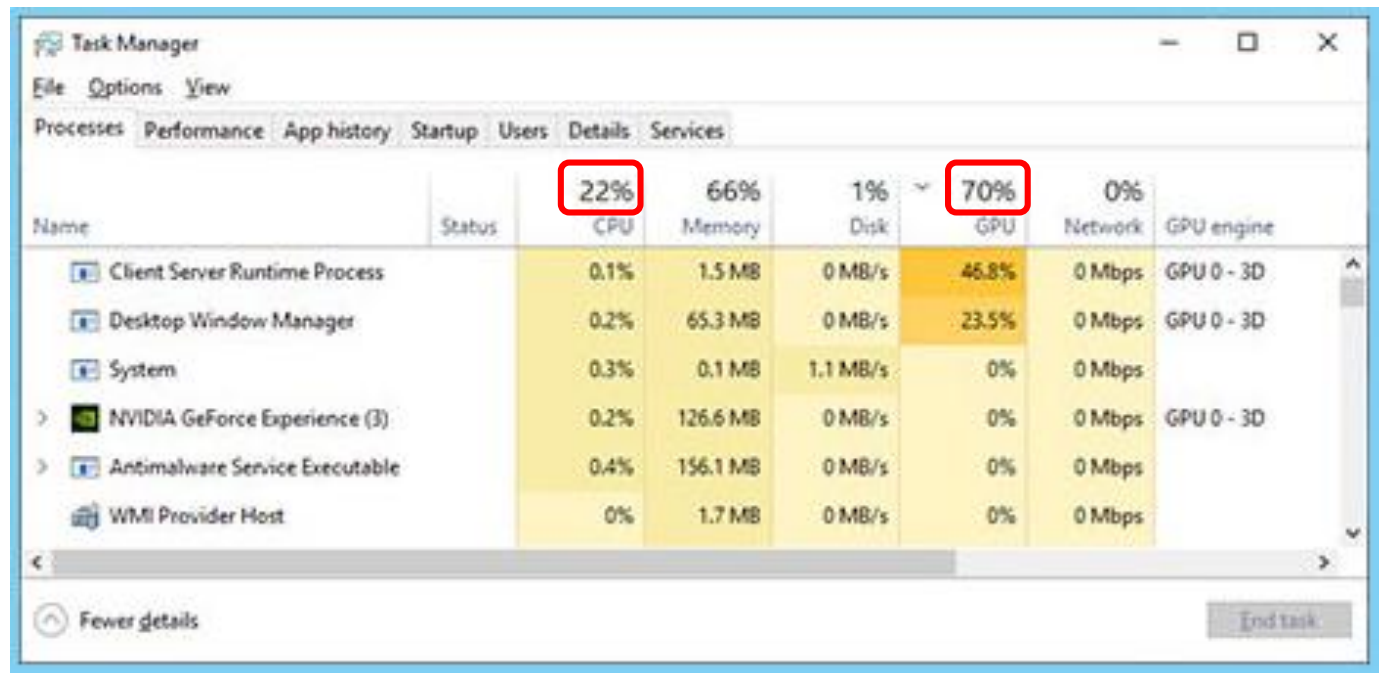 Task Manager
File Options View
Processes Performance App history Startup Users Details Services
22% 66% 1% 70% 0%
Name Status CPU Memory Disk GPU Network GPU engine
Client Server Runtime Process 0.1% 1.5 MB 0 MB/s 46.8% 0 Mbps GPU 0 - 3D
Desktop Window Manager 0.2% 65.3 MB 0 MB/s 23.5% 0 Mbps GPU 0 - 3D
System 0.3% 0.1 MB 1.1 MB/s 0% 0 Mbps
NVIDIA GeForce Experience (3) 0.2% 126.6 MB 0 MB/s 0% 0 Mbps GPU 0 - 3D
Antimalware Service Executable 0.4% 156.1 MB 0 MB/s 0% 0 Mbps
WMI Provider Host 0% 1.7 MB 0 MB/s 0% 0 Mbps
Fewer details End task